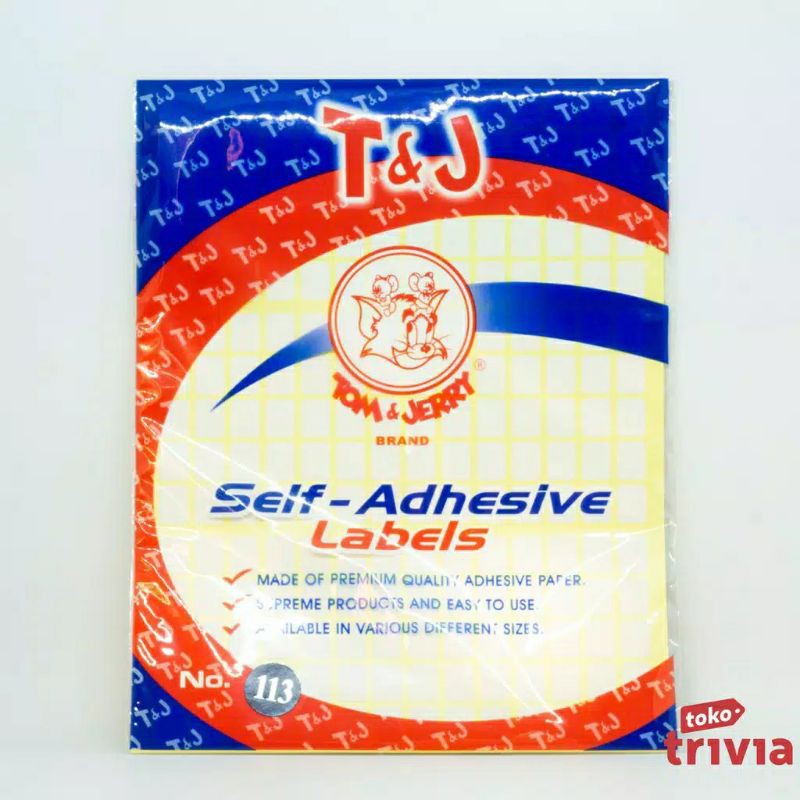 T&J
TOM & JERRY ®
BRAND
Self-Adhesive
Labels
MADE OF PREMIUM QUALITY ADHESIVE PAPER.
SUPREME PRODUCTS AND EASY TO USE.
AVAILABLE IN VARIOUS DIFFERENT SIZES.
No. 113
toko
trivia